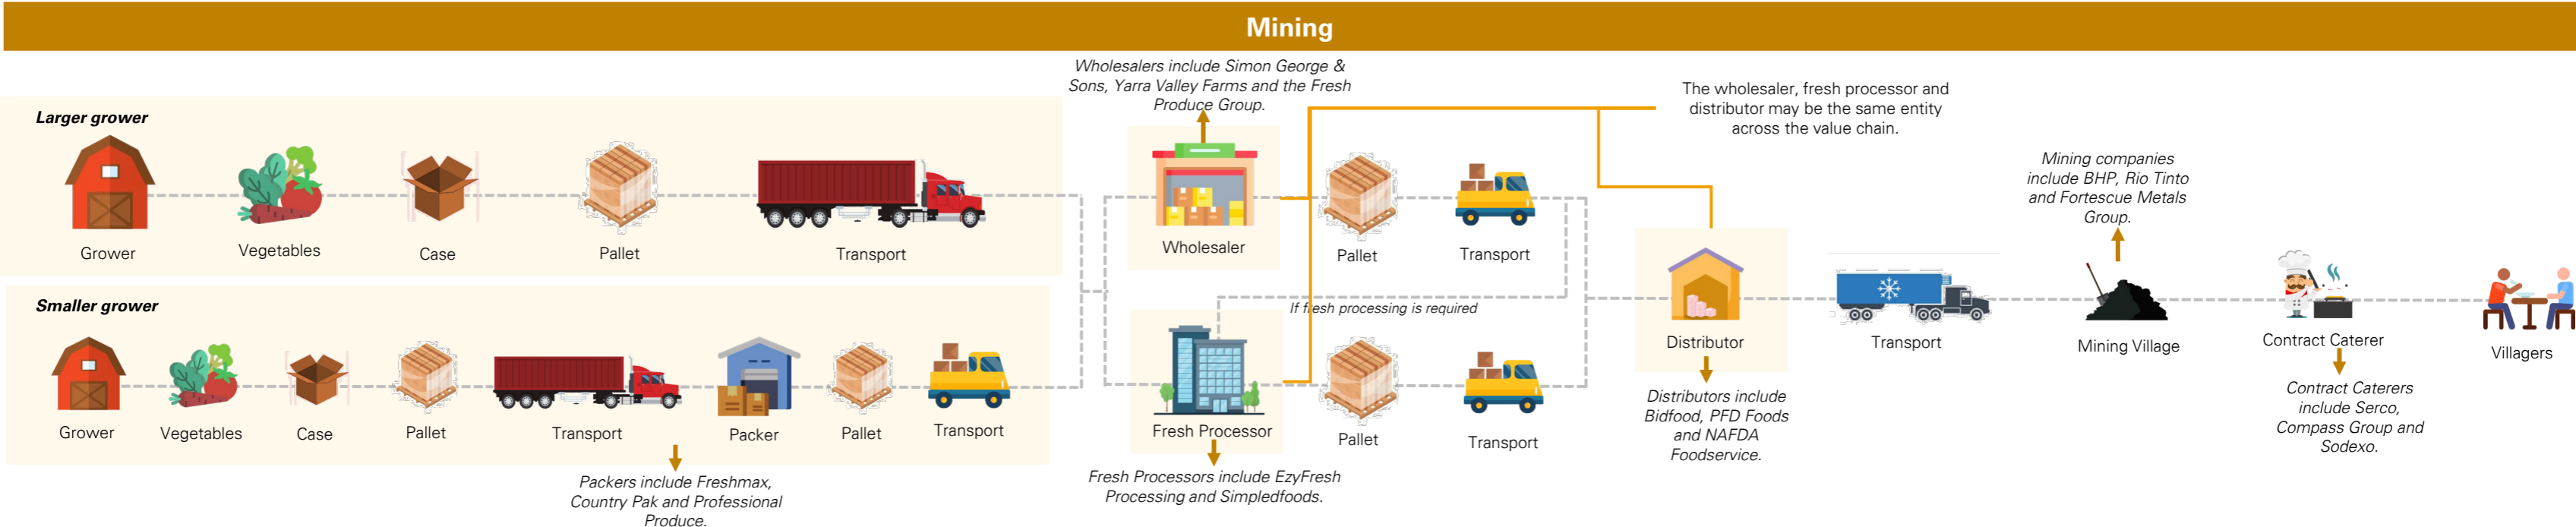 Mining
Wholesalers include Simon George &
Sons, Yarra Valley Farms and the Fresh
Produce Group.
The wholesaler, fresh processor and
distributor may be the same entity
across the value chain.
Larger grower
Grower
Vegetables
Case
Pallet
Transport
Wholesaler
Pallet
Transport
Mining companies
include BHP, Rio Tinto
and Fortescue Metals
Group.
Smaller grower
If fresh processing is required
Grower
Vegetables
Case
Pallet
Transport
Packer
Pallet
Transport
Fresh Processor
Pallet
Transport
Distributor
Transport
Mining Village
Contract Caterer
Villagers
Packers include Freshmax,
Country Pak and Professional
Produce.
Fresh Processors include EzyFresh
Processing and Simpledfoods.
Distributors include
Bidfood, PFD Foods
and NAFDA
Foodservice.
Contract Caterers
include Serco,
Compass Group and
Sodexo.